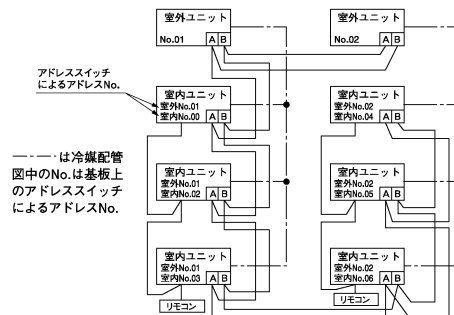 室外ユニット
No.01 A B
室外ユニット
No.02 A B
アドレススイッチ
によるアドレスNo.
室内ユニット
室外No.01
室内No.00 A B
室内ユニット
室外No.02
室内No.04 A B
—･—･— は冷媒配管
図中のNo.は基板上
のアドレススイッチ
によるアドレスNo.
室内ユニット
室外No.01
室内No.02 A B
室内ユニット
室外No.02
室内No.05 A B
室内ユニット
室外No.01
室内No.03 A B
リモコン
室内ユニット
室外No.02
室内No.06 A B
リモコン